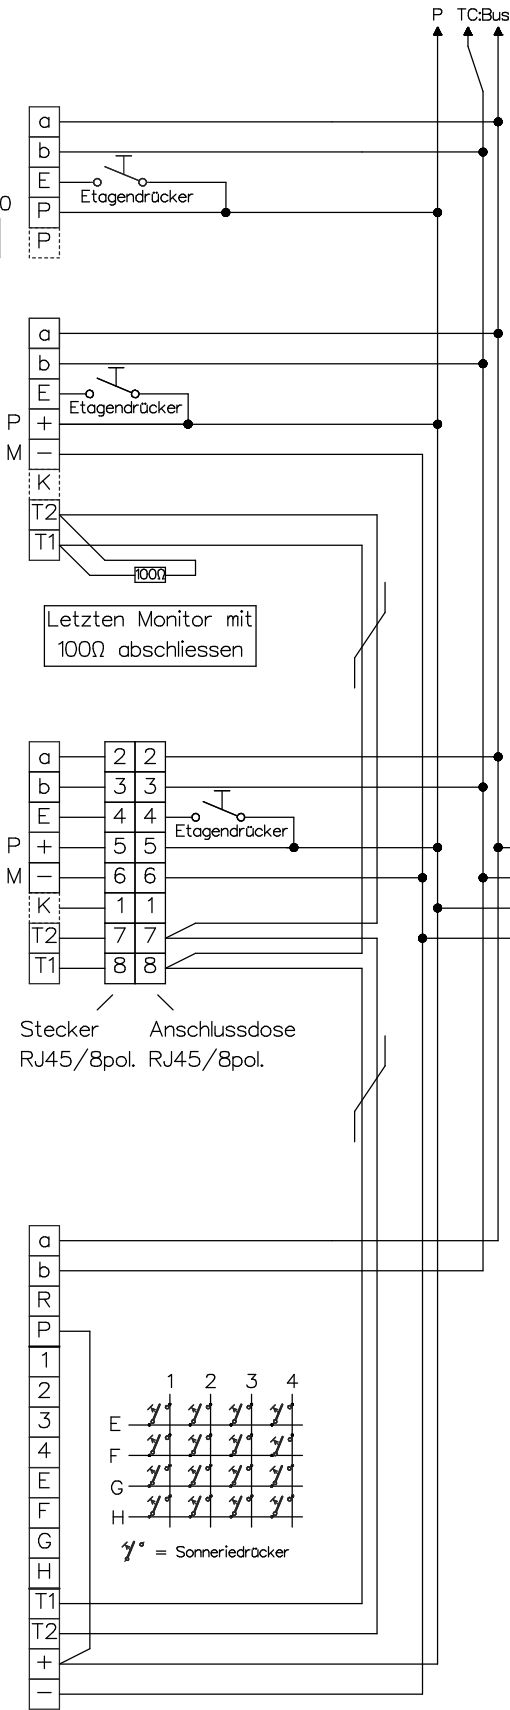 P TC:Bus
a
b
E
Etagendrücker
0
P
P
a
b
E
Etagendrücker
P +
M −
K
T2
T1
100Ω
Letzten Monitor mit
100Ω abschliessen
a 2 2
b 3 3
E 4 4
Etagendrücker
P + 5 5
M − 6 6
K 1 1
T2 7 7
T1 8 8
Stecker Anschlussdose
RJ45/8pol. RJ45/8pol.
a
b
R
P
1
2
3
4
E
F
G
H
T1
T2
+
−
1 2 3 4
E
F
G
H
= Sonneriedrücker